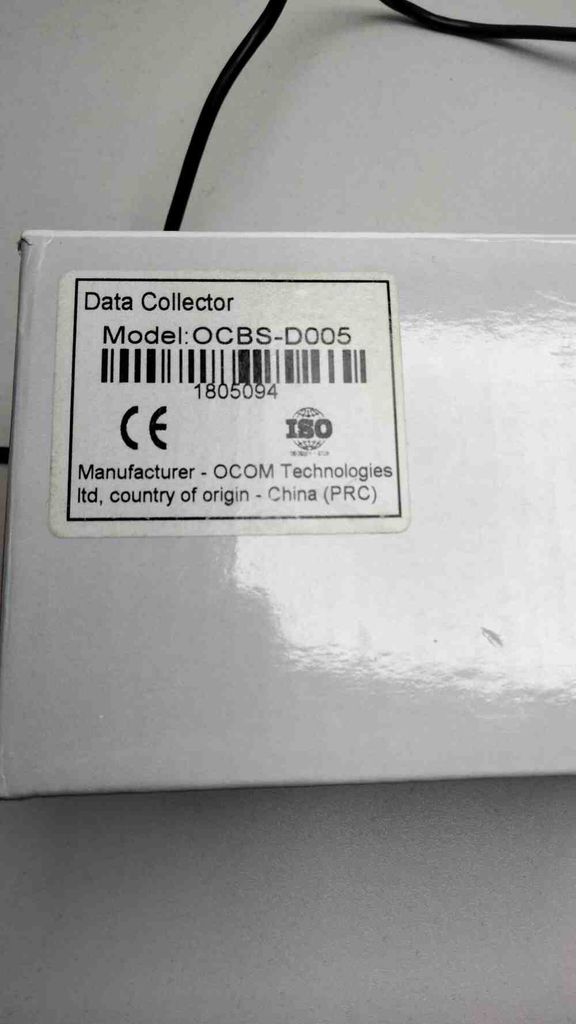 Data Collector
Model:OCBS-D005
1805094
CE
ISO
Manufacturer - OCOM Technologies
ltd, country of origin - China (PRC)